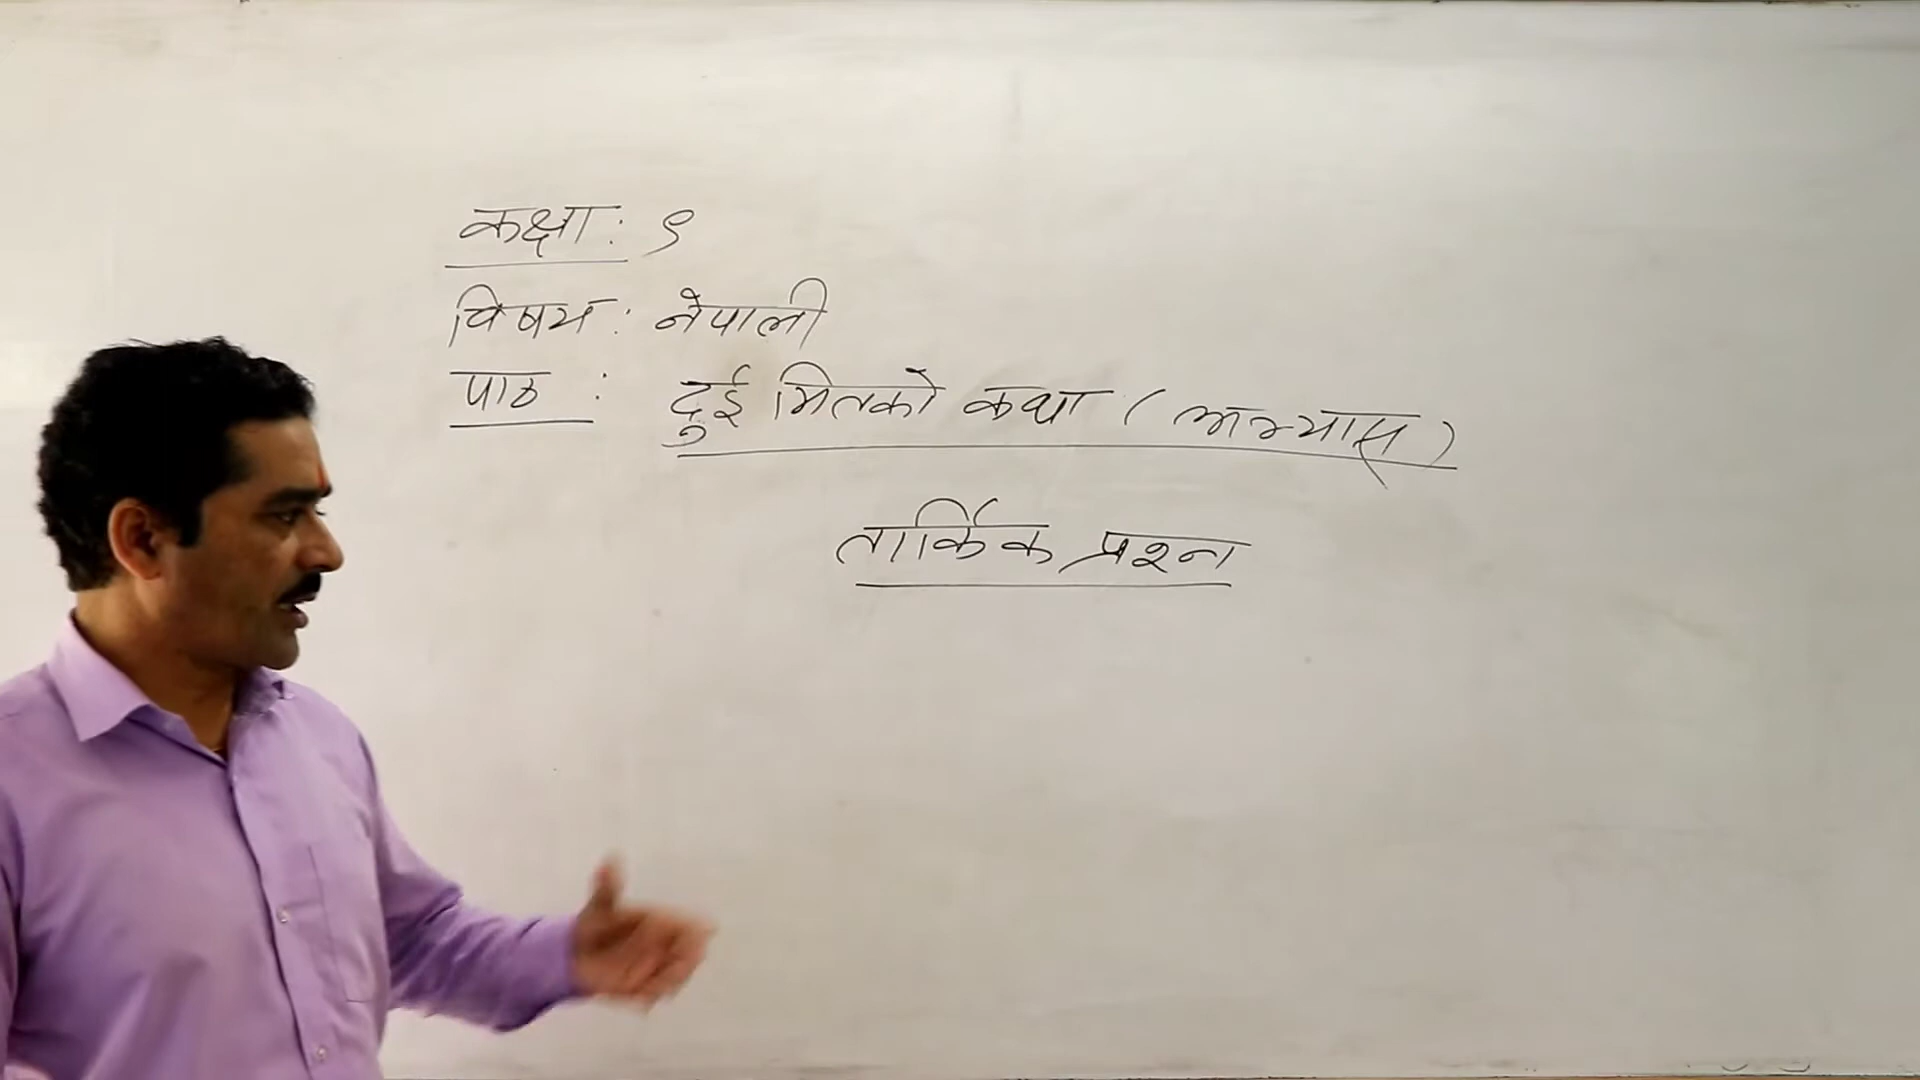 कक्षा: ९
विषय: नेपाली
पाठ : दुई मितको कथा (अभ्यास)
तार्किक प्रश्न